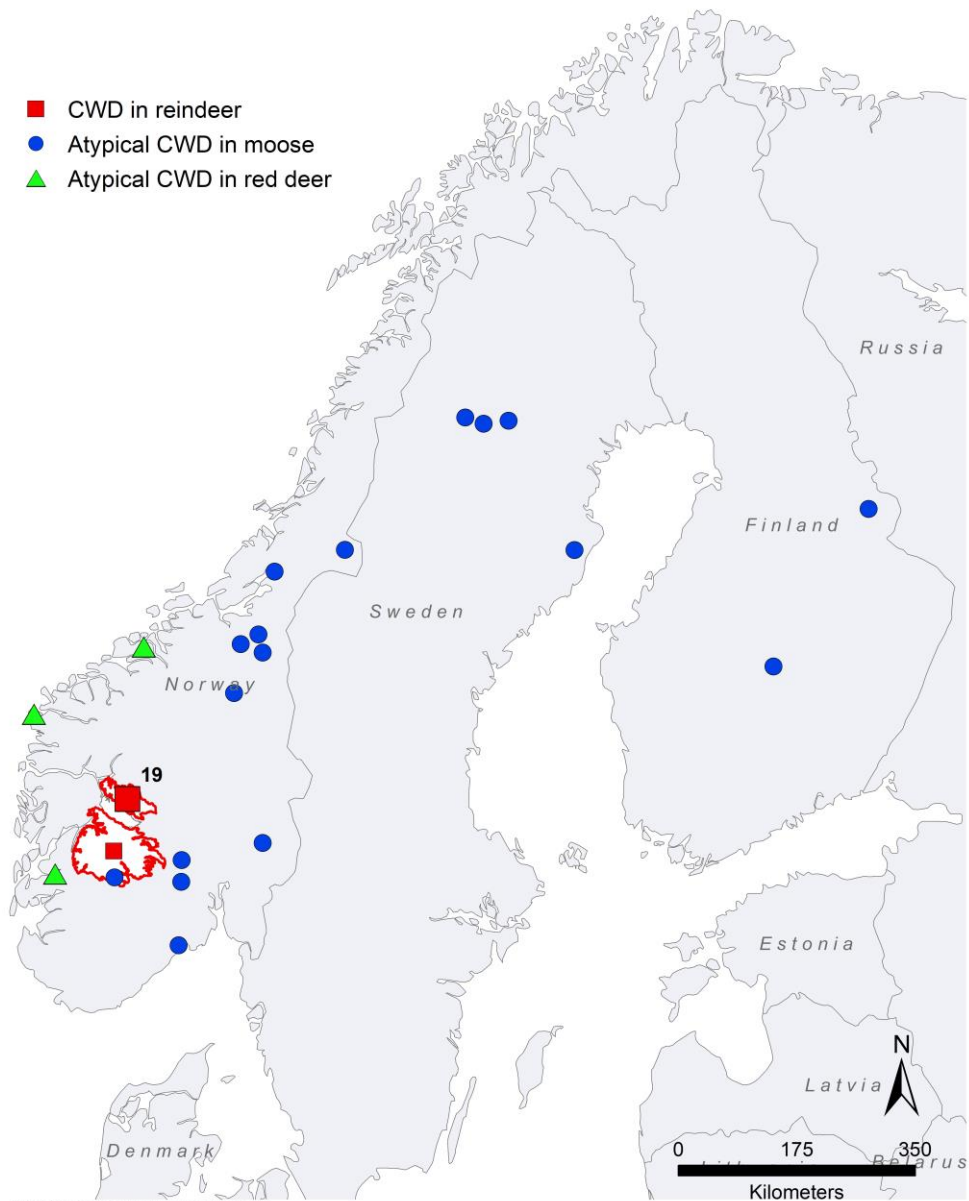 CWD in reindeer
Atypical CWD in moose
Atypical CWD in red deer
Russia
Finland
Sweden
Norway
19
Estonia
N
Latvia
Denmark
0 175 350
Belarus
Kilometers